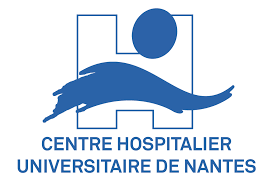 CENTRE HOSPITALIER
UNIVERSITAIRE DE NANTES